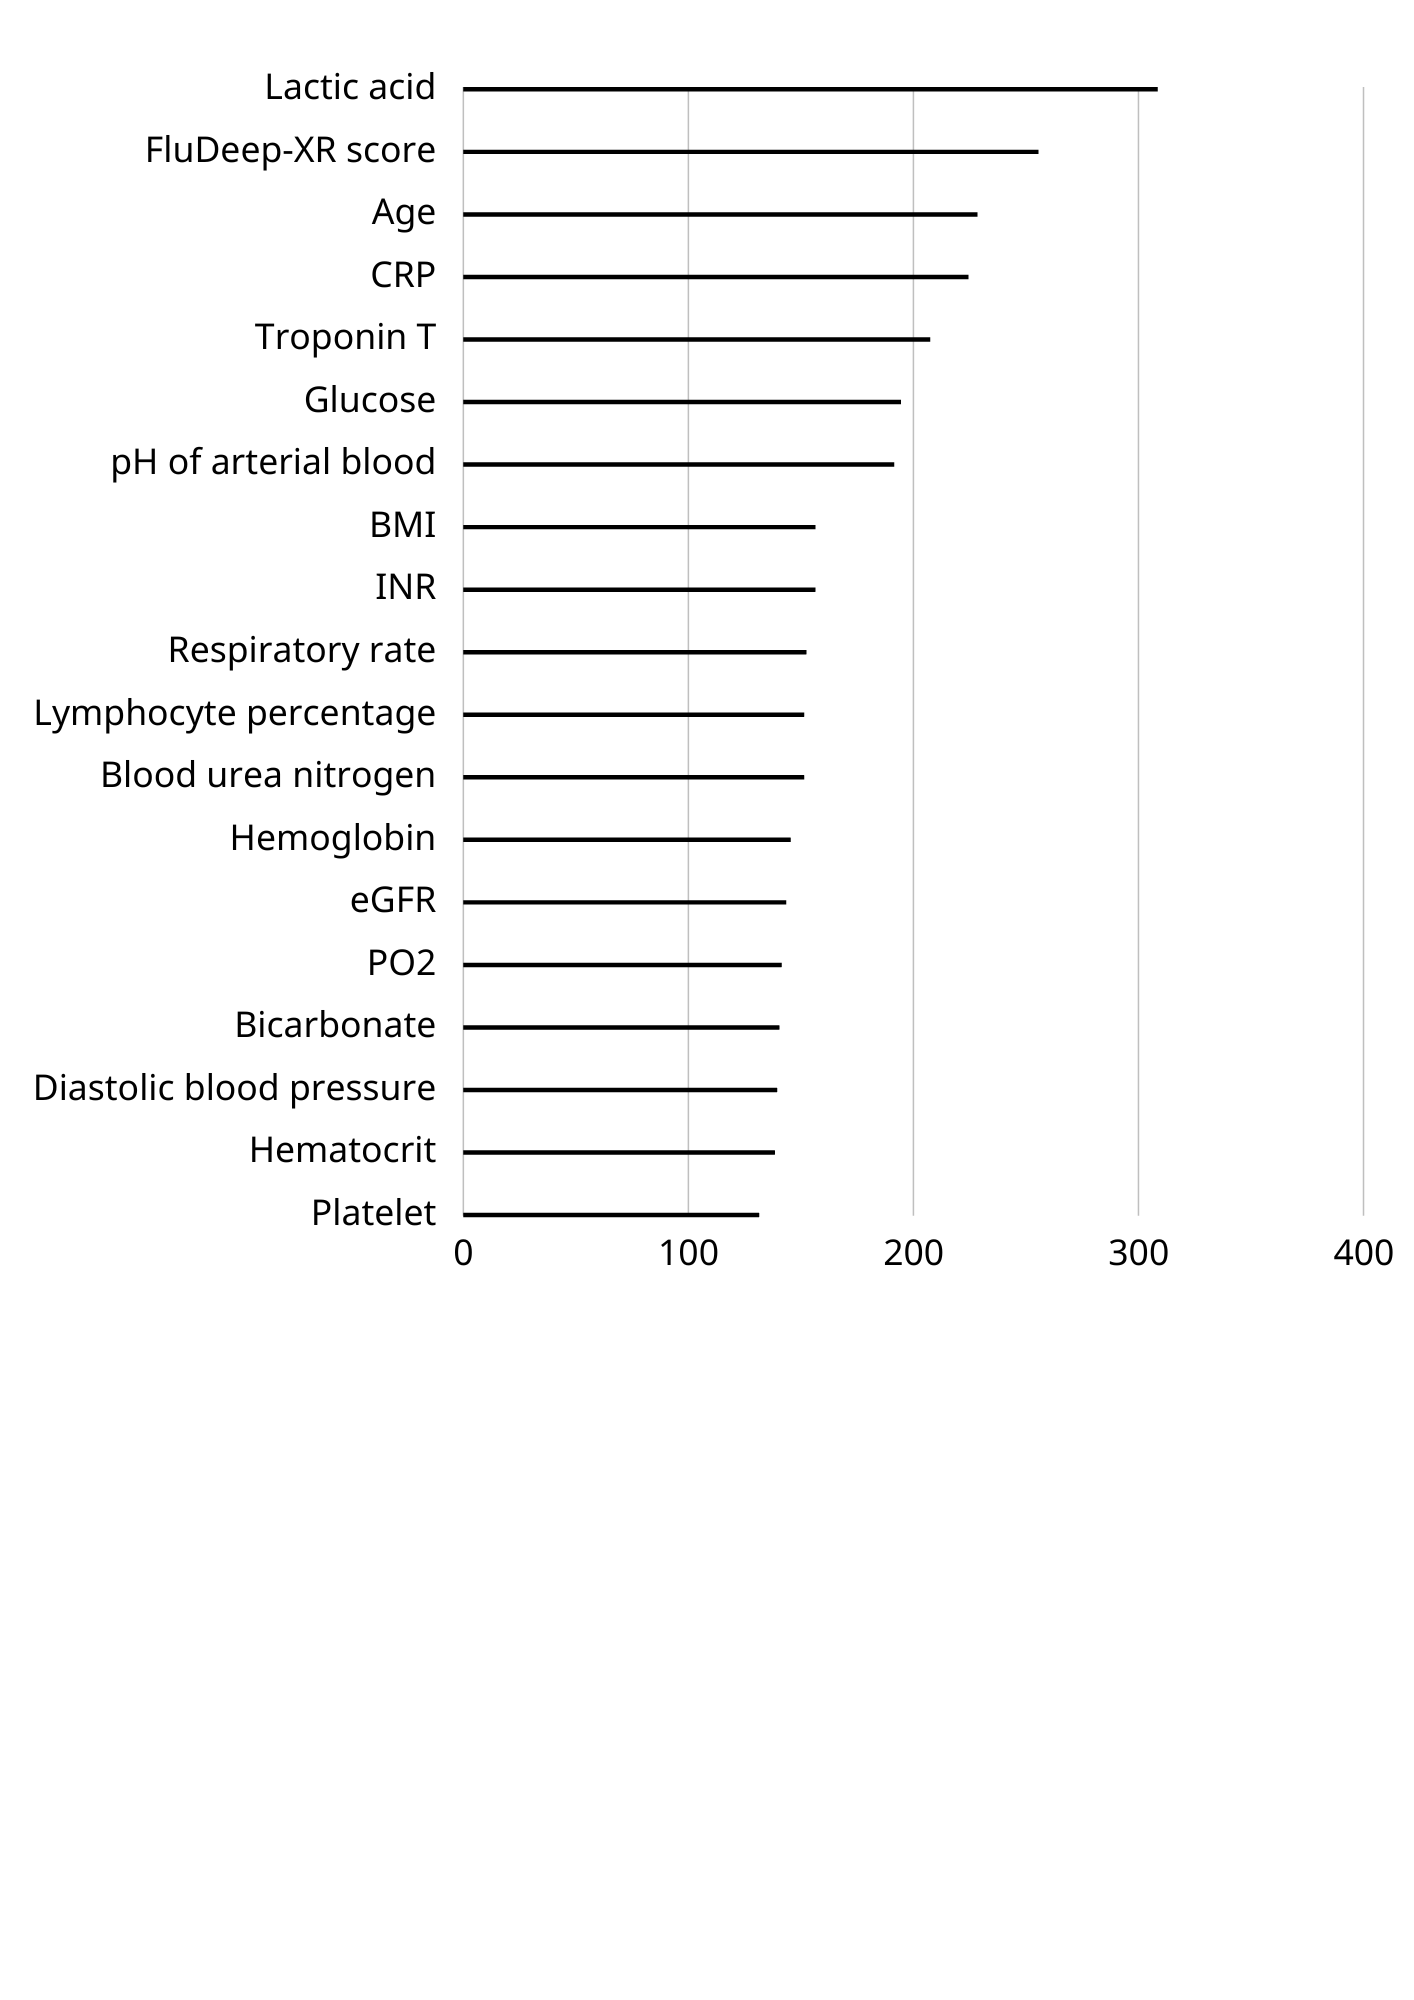 Lactic acid
FluDeep-XR score
Age
CRP
Troponin T
Glucose
pH of arterial blood
BMI
INR
Respiratory rate
Lymphocyte percentage
Blood urea nitrogen
Hemoglobin
eGFR
PO2
Bicarbonate
Diastolic blood pressure
Hematocrit
Platelet
0 100 200 300 400